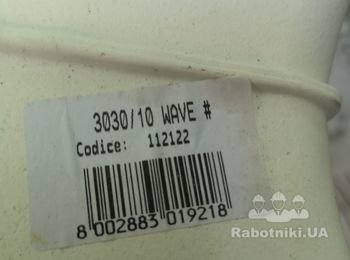 3030/10 WAVE #
Codice: 112122
8 002883 019218
Rabotniki.UA